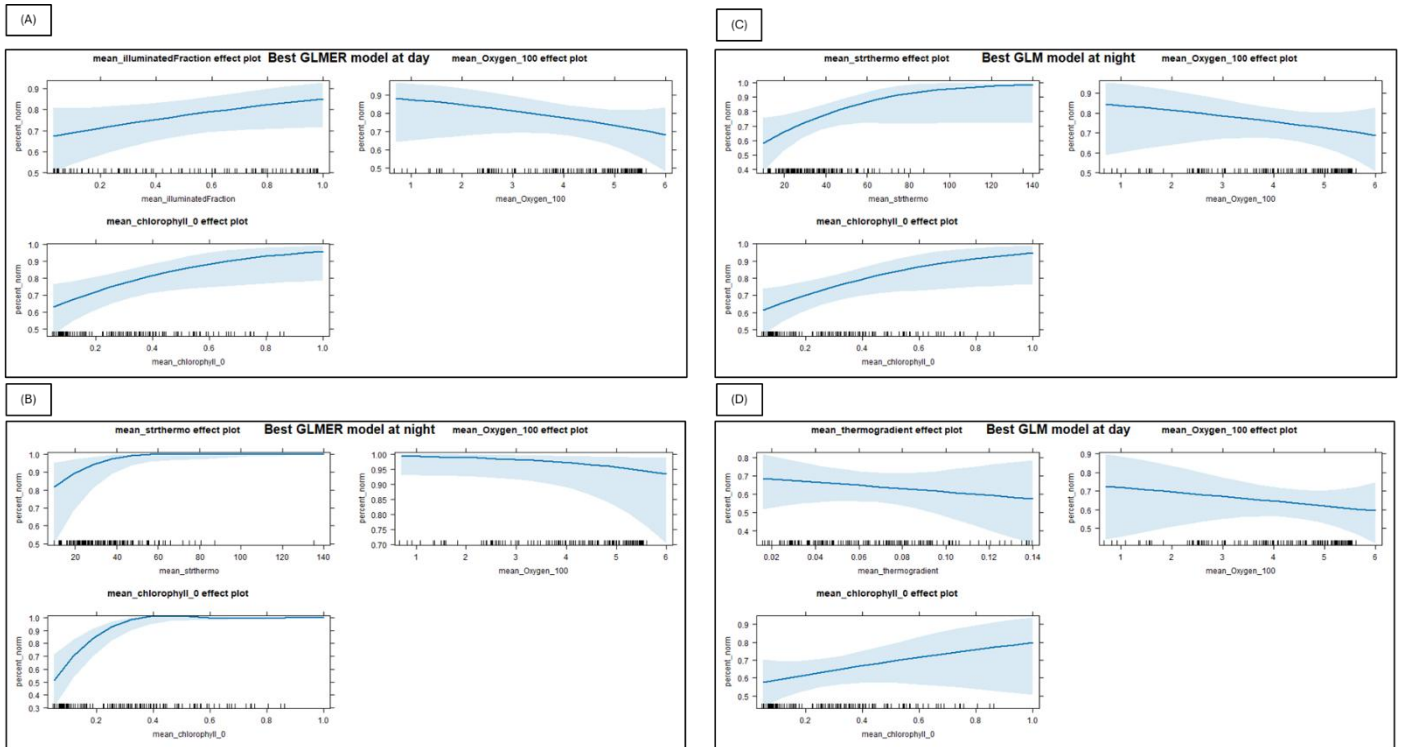 (A)
Best GLMER model at day
mean_illuminatedFraction effect plot
percent_norm
0.9
0.8
0.7
0.6
0.5
0.2 0.4 0.6 0.8 1.0
mean_illuminatedFraction
mean_Oxygen_100 effect plot
percent_norm
0.9
0.8
0.7
0.6
0.5
1 2 3 4 5 6
mean_Oxygen_100
mean_chlorophyll_0 effect plot
percent_norm
1.0
0.9
0.8
0.7
0.6
0.5
0.2 0.4 0.6 0.8 1.0
mean_chlorophyll_0
(B)
Best GLMER model at night
mean_strthermo effect plot
percent_norm
1.0
0.9
0.8
0.7
0.6
0.5
20 40 60 80 100 120 140
mean_strthermo
mean_Oxygen_100 effect plot
percent_norm
1.00
0.95
0.90
0.85
0.80
0.75
0.70
1 2 3 4 5 6
mean_Oxygen_100
mean_chlorophyll_0 effect plot
percent_norm
1.0
0.9
0.8
0.7
0.6
0.5
0.4
0.3
0.2 0.4 0.6 0.8 1.0
mean_chlorophyll_0
(C)
Best GLM model at night
mean_strthermo effect plot
percent_norm
1.0
0.9
0.8
0.7
0.6
0.5
0.4
20 40 60 80 100 120 140
mean_strthermo
mean_Oxygen_100 effect plot
percent_norm
0.9
0.8
0.7
0.6
0.5
1 2 3 4 5 6
mean_Oxygen_100
mean_chlorophyll_0 effect plot
percent_norm
1.0
0.9
0.8
0.7
0.6
0.5
0.2 0.4 0.6 0.8 1.0
mean_chlorophyll_0
(D)
Best GLM model at day
mean_thermogradient effect plot
percent_norm
0.8
0.7
0.6
0.5
0.4
0.02 0.04 0.06 0.08 0.10 0.12 0.14
mean_thermogradient
mean_Oxygen_100 effect plot
percent_norm
0.9
0.8
0.7
0.6
0.5
1 2 3 4 5 6
mean_Oxygen_100
mean_chlorophyll_0 effect plot
percent_norm
0.9
0.8
0.7
0.6
0.5
0.2 0.4 0.6 0.8 1.0
mean_chlorophyll_0